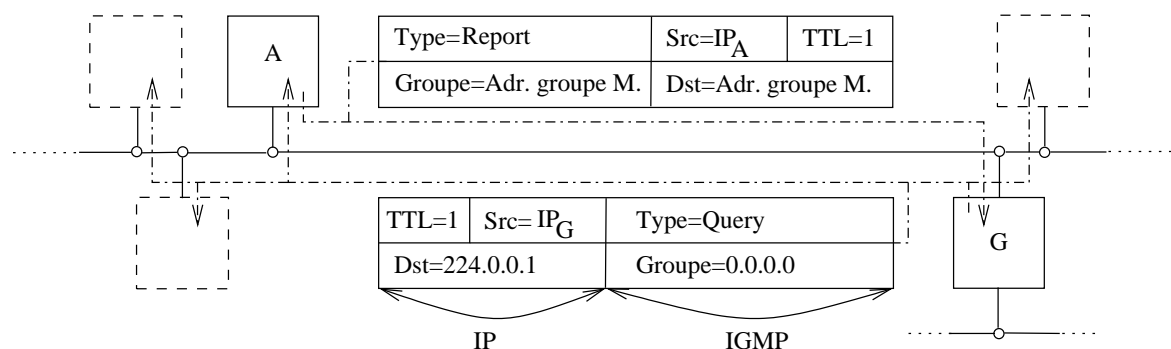 A
Type=Report Src=IP_A TTL=1
Groupe=Adr. groupe M. Dst=Adr. groupe M.
TTL=1 Src= IP_G Type=Query
Dst=224.0.0.1 Groupe=0.0.0.0
G
IP IGMP